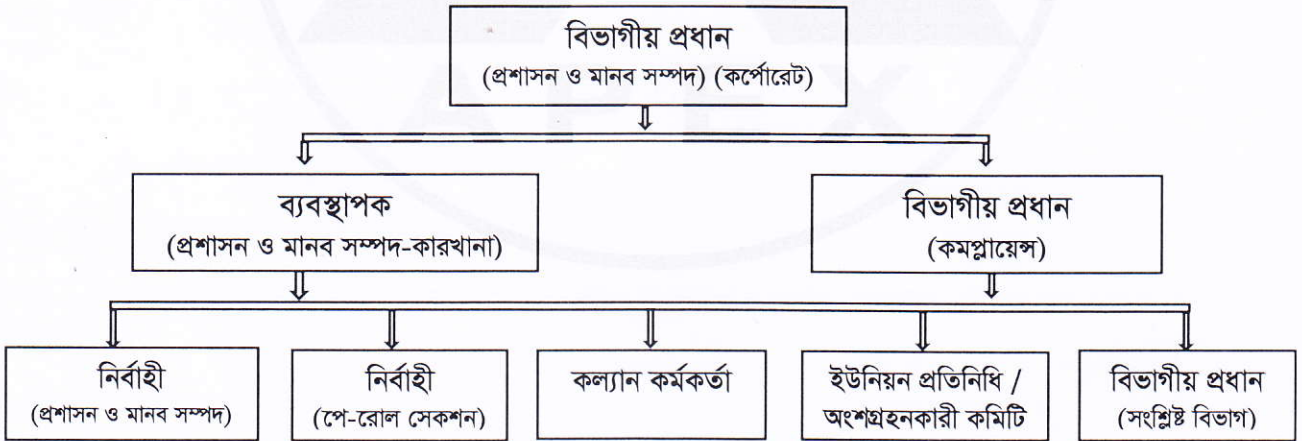 বিভাগীয় প্রধান
(প্রশাসন ও মানব সম্পদ) (কর্পোরেট)
ব্যবস্থাপক
(প্রশাসন ও মানব সম্পদ-কারখানা)
বিভাগীয় প্রধান
(কমপ্লায়েন্স)
নির্বাহী
(প্রশাসন ও মানব সম্পদ)
নির্বাহী
(পে-রোল সেকশন)
কল্যান কর্মকর্তা
ইউনিয়ন প্রতিনিধি /
অংশগ্রহনকারী কমিটি
বিভাগীয় প্রধান
(সংশ্লিষ্ট বিভাগ)